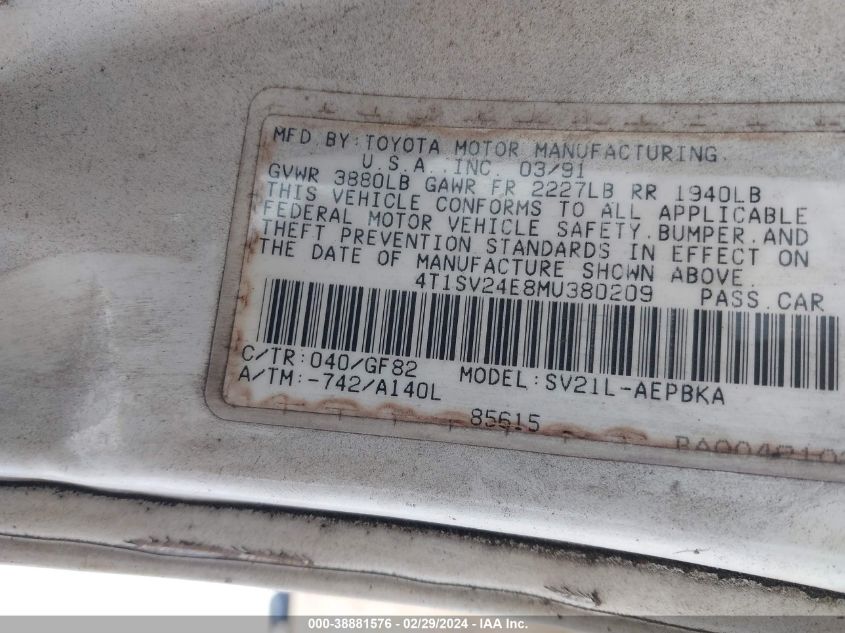 MFD.BY:TOYOTA MOTOR MANUFACTURING,
U.S.A.,INC. 03/91
GVWR 3880LB GAWR FR 2227LB RR 1940LB
THIS VEHICLE CONFORMS TO ALL APPLICABLE
FEDERAL MOTOR VEHICLE SAFETY,BUMPER,AND
THEFT PREVENTION STANDARDS IN EFFECT ON
THE DATE OF MANUFACTURE SHOWN ABOVE.
4T1SV24E8MU380209 PASS.CAR
C/TR:040/GF82 MODEL:SV21L-AEPBKA
A/TM:-742/A140L
85615
000-38881576 - 02/29/2024 - IAA Inc.